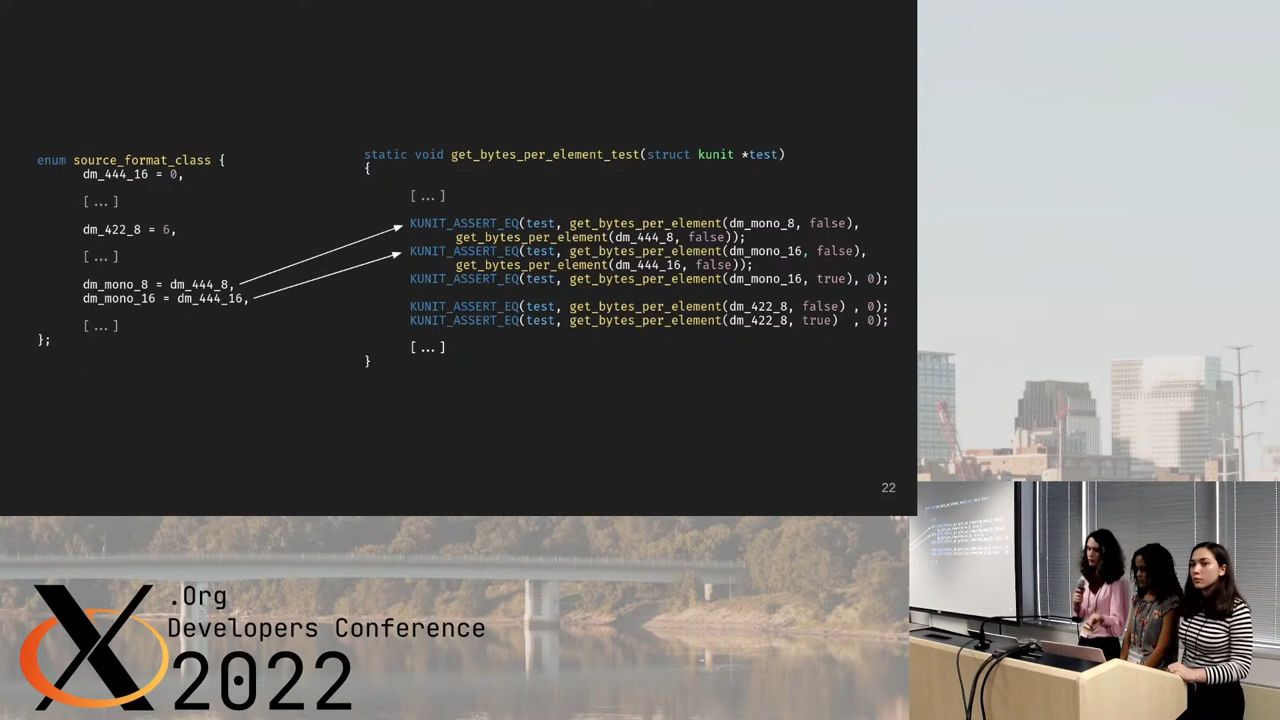 enum source_format_class {
dm_444_16 = 0,
[...]
dm_422_8 = 6,
[...]
dm_mono_8 = dm_444_8,
dm_mono_16 = dm_444_16,
[...]
};
static void get_bytes_per_element_test(struct kunit *test)
{
[...]
KUNIT_ASSERT_EQ(test, get_bytes_per_element(dm_mono_8, false),
get_bytes_per_element(dm_444_8, false));
KUNIT_ASSERT_EQ(test, get_bytes_per_element(dm_mono_16, false),
get_bytes_per_element(dm_444_16, false));
KUNIT_ASSERT_EQ(test, get_bytes_per_element(dm_mono_16, true), 0);
KUNIT_ASSERT_EQ(test, get_bytes_per_element(dm_422_8, false) , 0);
KUNIT_ASSERT_EQ(test, get_bytes_per_element(dm_422_8, true) , 0);
[...]
}
22
X.Org
Developers Conference
2022